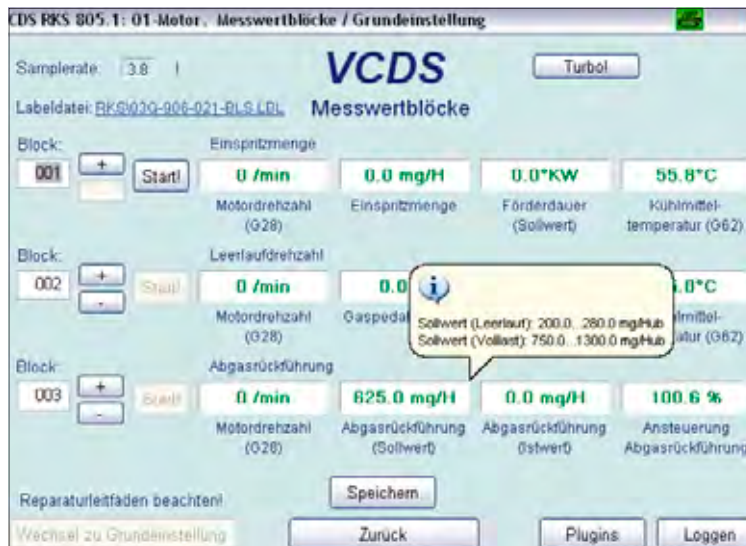 CDS RKS 805.1: 01-Motor, Messwertblöcke / Grundeinstellung
Samplerate: 3.8
VCDS
Turbo!
Labeldatei: RKS\03G-906-021-BLS.LBL
Messwertblöcke
Block:
Einspritzmenge
001 + Start! 0 /min 0.0 mg/H 0.0°KW 55.8°C
Motordrehzahl Einspritzmenge Förderdauer Kühlmittel-
(G28) (Sollwert) temperatur (G62)
Block:
Leerlaufdrehzahl
002 + - Start! 0 /min 0.0
Motordrehzahl
(G28)
Sollwert (Leerlauf): 200.0...280.0 mg/Hub
Sollwert (Volllast): 750.0...1300.0 mg/Hub
Block:
Abgasrückführung
003 + - Start! 0 /min 625.0 mg/H 0.0 mg/H 100.6 %
Motordrehzahl Abgasrückführung Abgasrückführung Ansteuerung
(G28) (Sollwert) (Istwert) Abgasrückführung
Reparaturleitfaden beachten!
Speichern
Wechsel zu Grundeinstellung Zurück Plugins Loggen